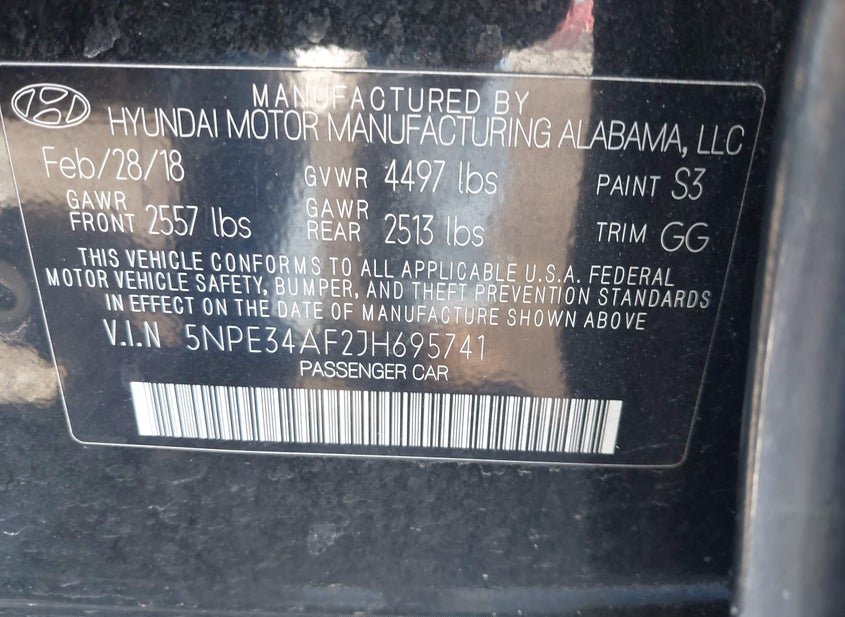 MANUFACTURED BY
HYUNDAI MOTOR MANUFACTURING ALABAMA, LLC
Feb/28/18 GVWR 4497 lbs PAINT S3
GAWR FRONT 2557 lbs GAWR REAR 2513 lbs TRIM GG
THIS VEHICLE CONFORMS TO ALL APPLICABLE U.S.A. FEDERAL
MOTOR VEHICLE SAFETY, BUMPER, AND THEFT PREVENTION STANDARDS
IN EFFECT ON THE DATE OF MANUFACTURE SHOWN ABOVE
V.I.N 5NPE34AF2JH695741
PASSENGER CAR